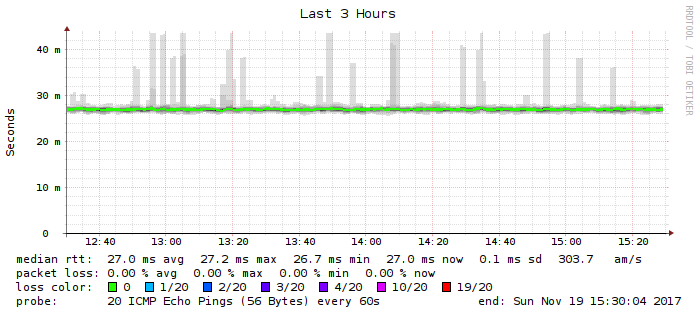 Last 3 Hours
RRDTOOL / TOBI OETIKER
Seconds
40 m
30 m
20 m
10 m
0
12:40 13:00 13:20 13:40 14:00 14:20 14:40 15:00 15:20
median rtt: 27.0 ms avg 27.2 ms max 26.7 ms min 27.0 ms now 0.1 ms sd 303.7 am/s
packet loss: 0.00 % avg 0.00 % max 0.00 % min 0.00 % now
loss color: 0 1/20 2/20 3/20 4/20 10/20 19/20
probe: 20 ICMP Echo Pings (56 Bytes) every 60s end: Sun Nov 19 15:30:04 2017